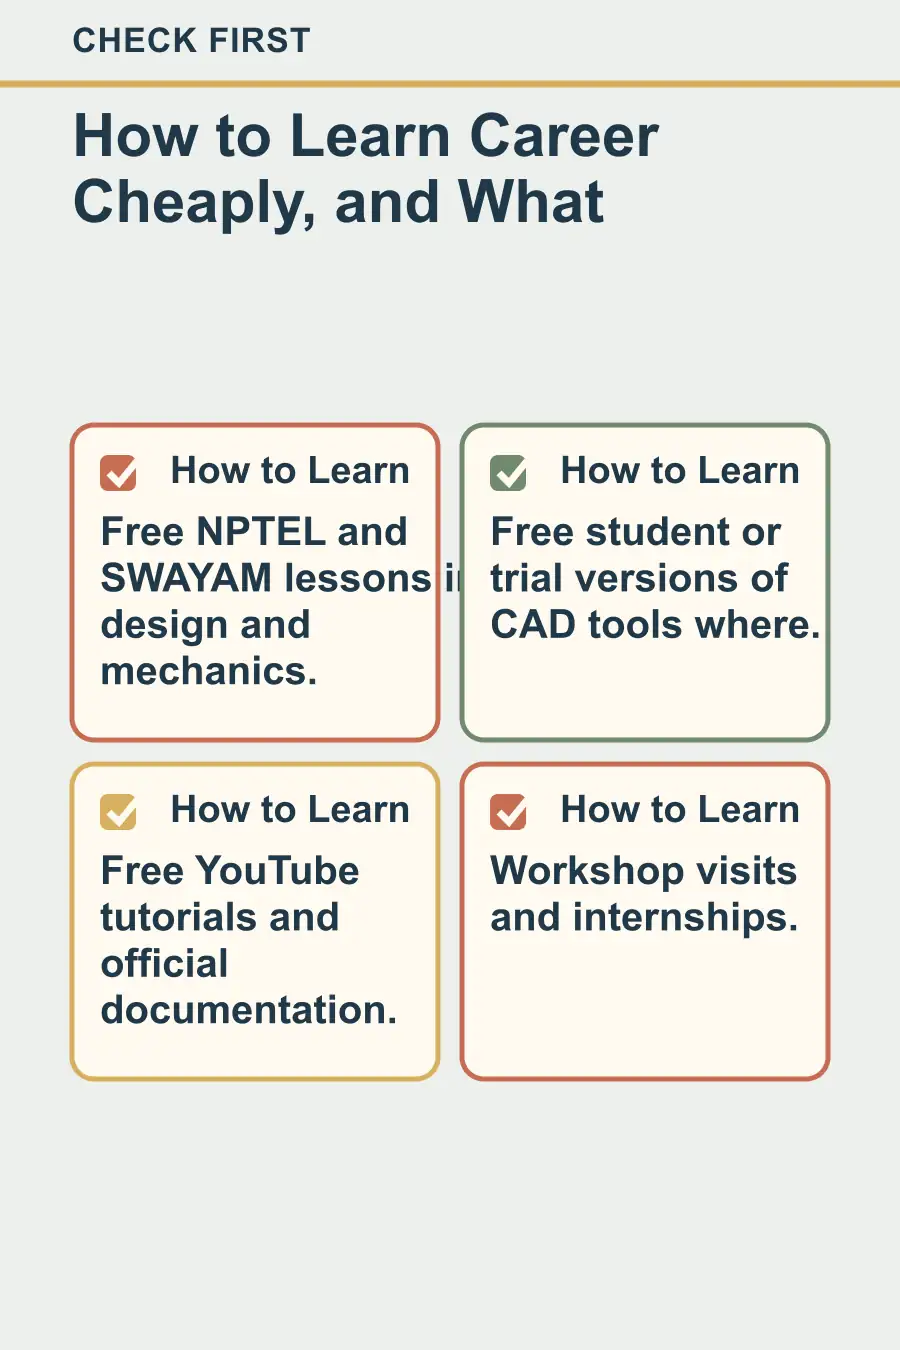 CHECK FIRST
How to Learn Career
Cheaply, and What
How to Learn
Free NPTEL and
SWAYAM lessons
design and
mechanics.
How to Learn
Free student or
trial versions of
CAD tools where.
How to Learn
Free YouTube
tutorials and
official
documentation.
How to Learn
Workshop visits
and internships.